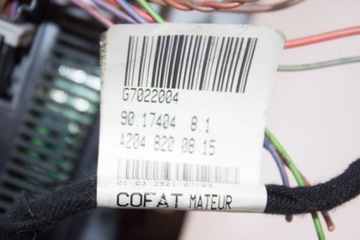 G7022004
90 17404 8.1
A204 820 08 15
COFAT MATEUR